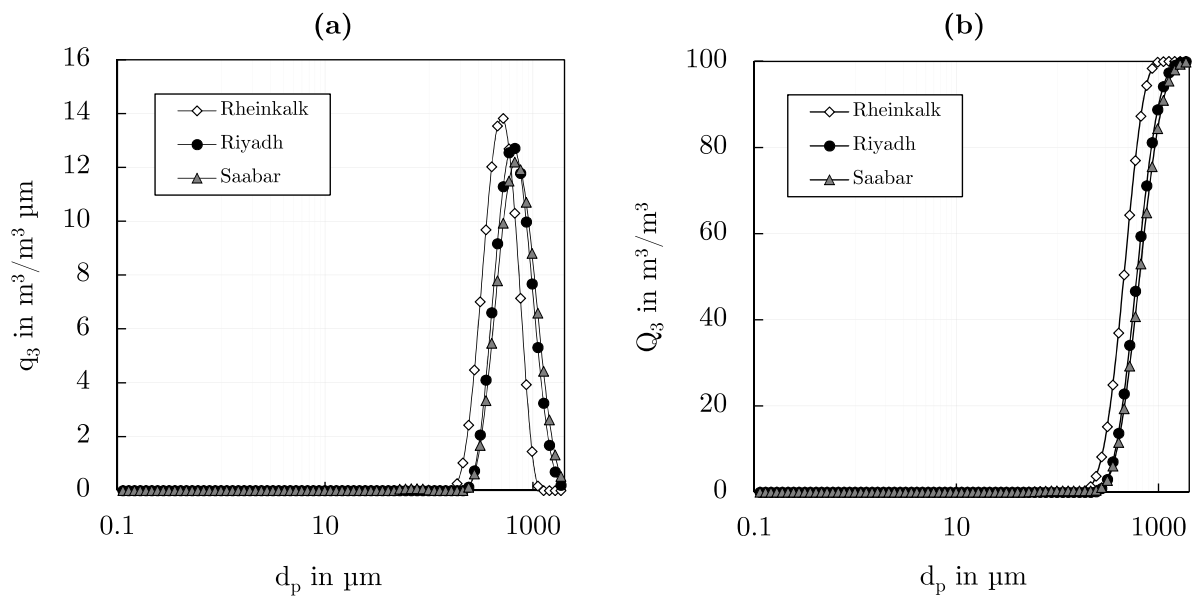 (a)
16
14
12
10
8
6
4
2
0
q₃ in m³/m³ µm
Rheinkalk
Riyadh
Saabar
0.1 10 1000
dₚ in µm
(b)
100
80
60
40
20
0
Q₃ in m³/m³
Rheinkalk
Riyadh
Saabar
0.1 10 1000
dₚ in µm